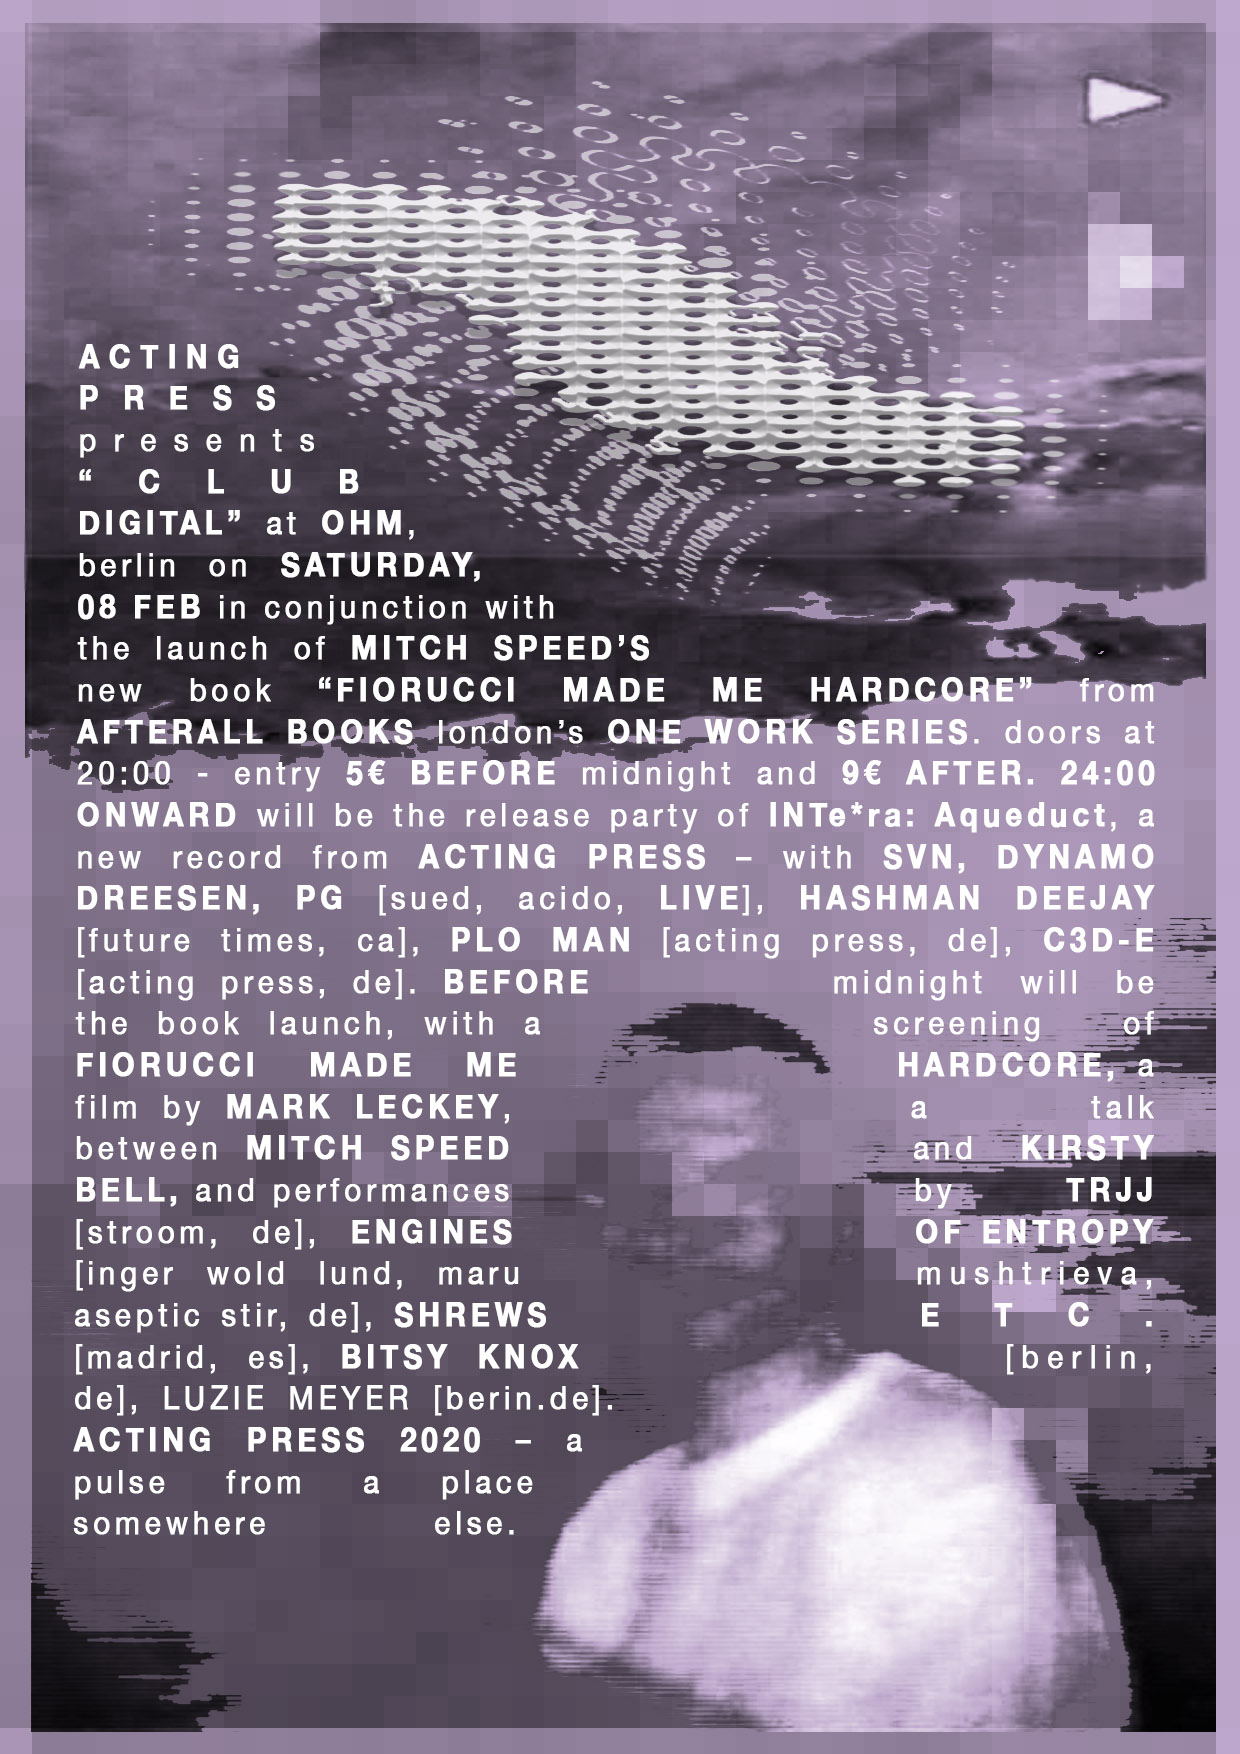 ACTING
PRESS
presents
“CLUB
DIGITAL” at OHM,
berlin on SATURDAY,
08 FEB in conjunction with
the launch of MITCH SPEED’S
new book “FIORUCCI MADE ME HARDCORE” from
AFTERALL BOOKS london’s ONE WORK SERIES. doors at
20:00 - entry 5€ BEFORE midnight and 9€ AFTER. 24:00
ONWARD will be the release party of INTe*ra: Aqueduct, a
new record from ACTING PRESS – with SVN, DYNAMO
DREESEN, PG [sued, acido, LIVE], HASHMAN DEEJAY
[future times, ca], PLO MAN [acting press, de], C3D-E
[acting press, de]. BEFORE midnight will be
the book launch, with a screening of
FIORUCCI MADE ME HARDCORE, a
film by MARK LECKEY, a talk
between MITCH SPEED and KIRSTY
BELL, and performances by TRJJ
[stroom, de], ENGINES OF ENTROPY
[inger wold lund, maru mushtrieva,
aseptic stir, de], SHREWS ETC.
[madrid, es], BITSY KNOX [berlin,
de], LUZIE MEYER [berin.de].
ACTING PRESS 2020 – a
pulse from a place
somewhere else.